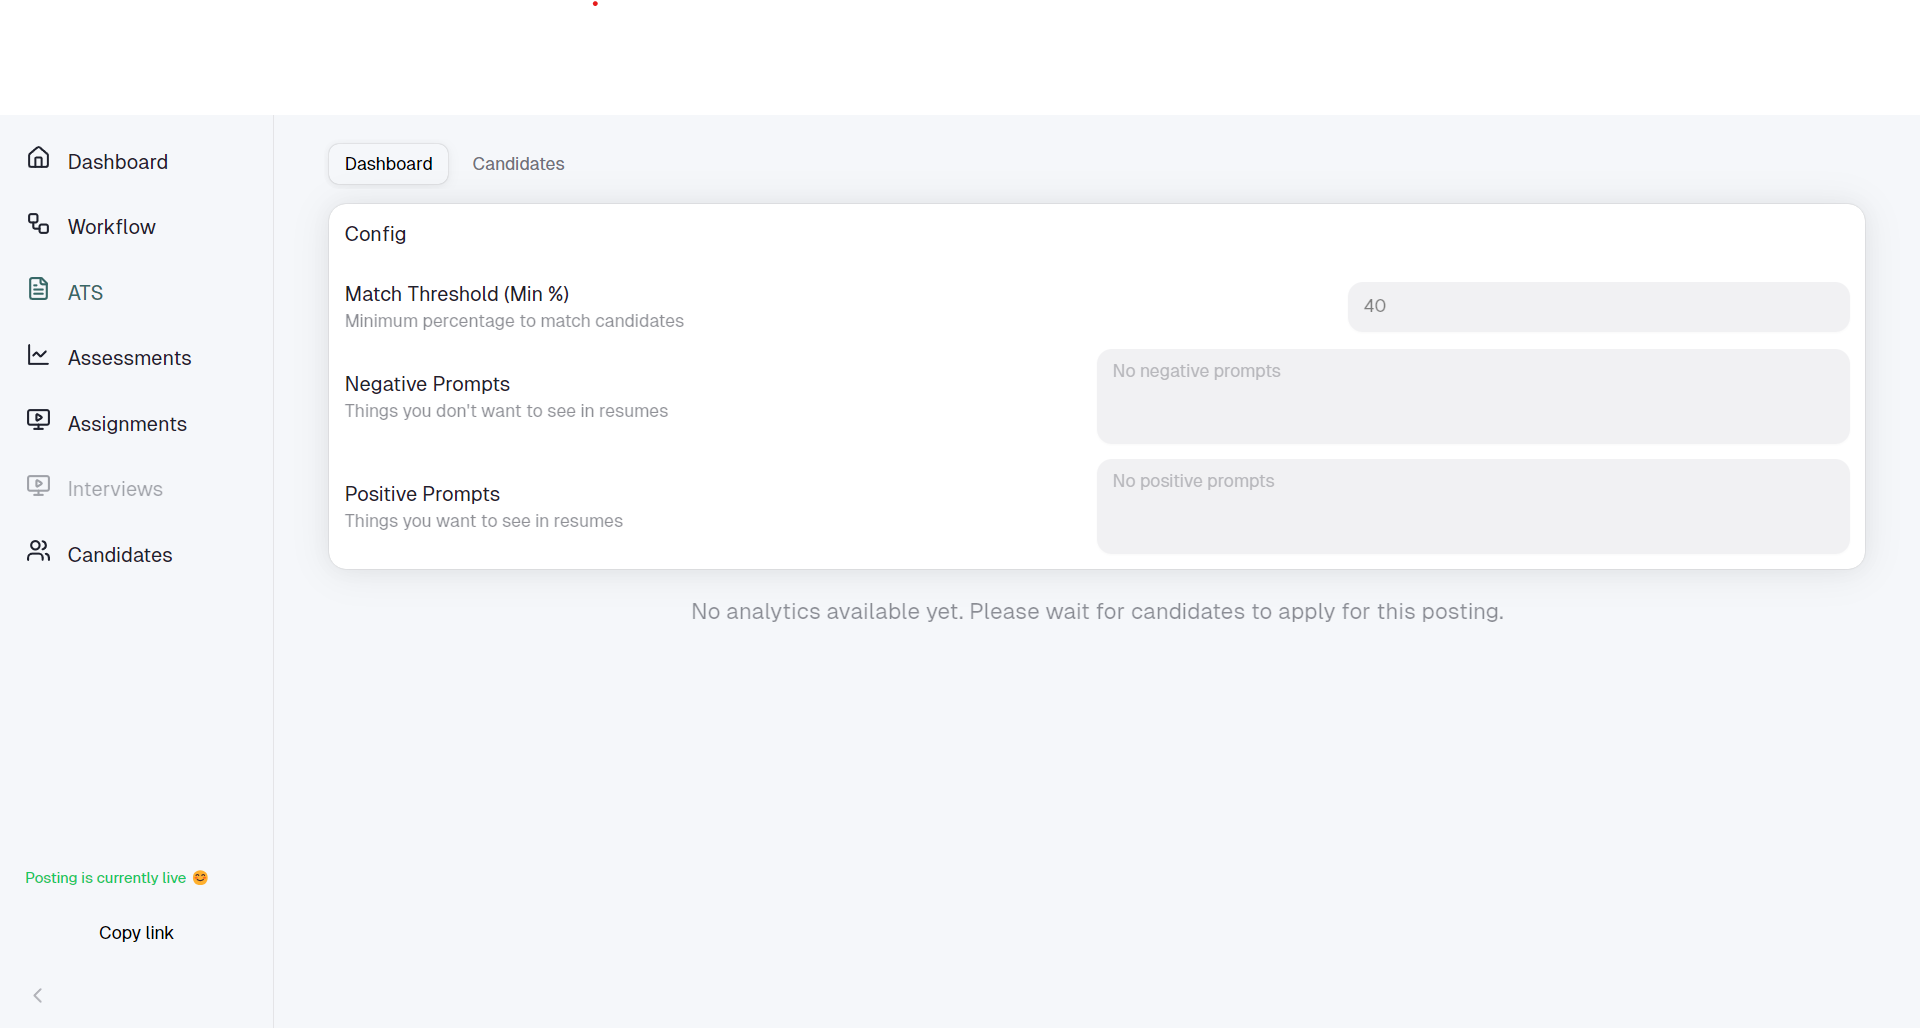 Dashboard
Workflow
ATS
Assessments
Assignments
Interviews
Candidates
Posting is currently live 😊
Copy link
Dashboard
Candidates
Config
Match Threshold (Min %)
Minimum percentage to match candidates
40
Negative Prompts
Things you don't want to see in resumes
No negative prompts
Positive Prompts
Things you want to see in resumes
No positive prompts
No analytics available yet. Please wait for candidates to apply for this posting.